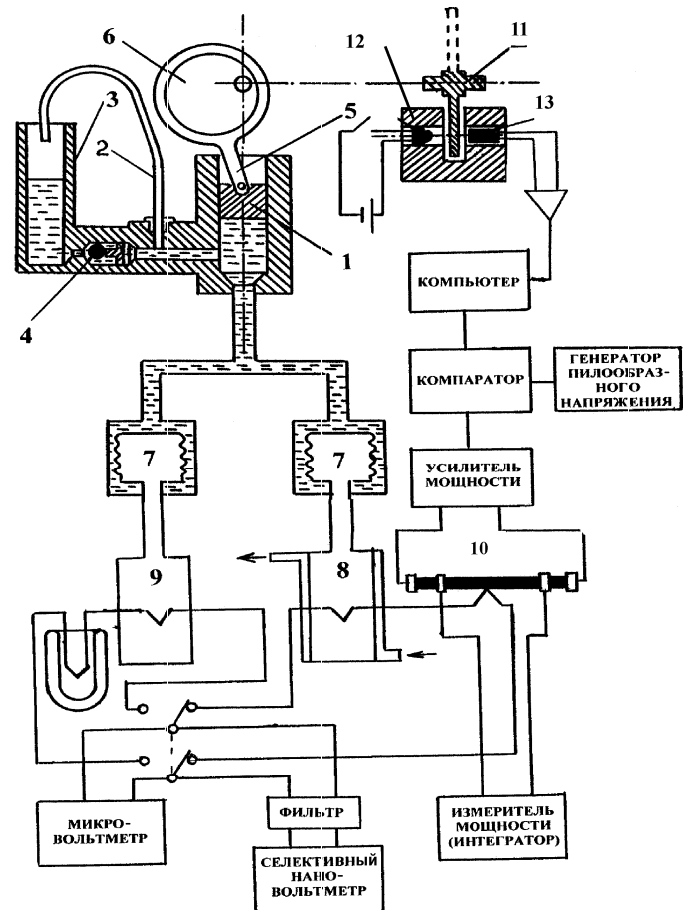 6
12
11
13
3
5
2
1
4
КОМПЬЮТЕР
КОМПАРАТОР
ГЕНЕРАТОР
ПИЛООБРАЗ-
НОГО
НАПРЯЖЕНИЯ
7
7
УСИЛИТЕЛЬ
МОЩНОСТИ
10
9
8
МИКРО-
ВОЛЬТМЕТР
ФИЛЬТР
СЕЛЕКТИВНЫЙ
НАНО-
ВОЛЬТМЕТР
ИЗМЕРИТЕЛЬ
МОЩНОСТИ
(ИНТЕГРАТОР)